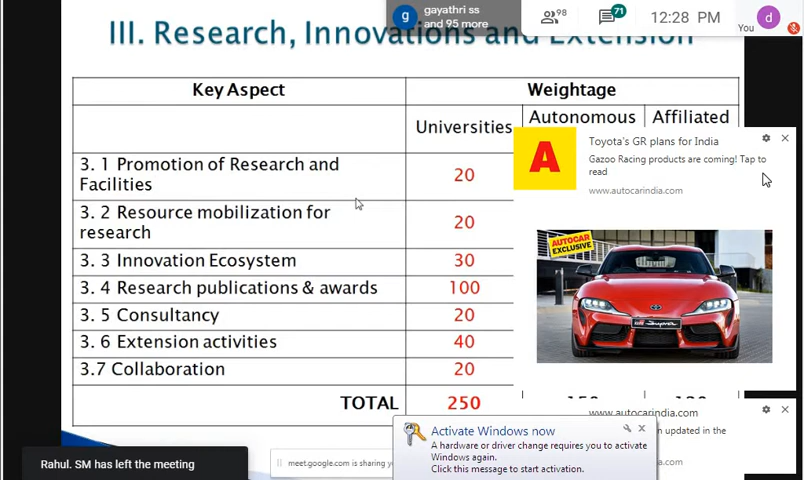 gayathri ss
and 95 more
98
71
12:28 PM
You
d
g
III. Research, Innovations and Extension
Key Aspect
Weightage
Universities
Autonomous
Affiliated
3. 1 Promotion of Research and
Facilities
20
3. 2 Resource mobilization for
research
20
3. 3 Innovation Ecosystem
30
3. 4 Research publications & awards
100
3. 5 Consultancy
20
3. 6 Extension activities
40
3.7 Collaboration
20
TOTAL
250
A
Toyota's GR plans for India
Gazoo Racing products are coming! Tap to
read
www.autocarindia.com
AUTOCAR
EXCLUSIVE
GR Supra
www.autocarindia.com
n updated in the
Activate Windows now
A hardware or driver change requires you to activate
Windows again.
Click this message to start activation.
Rahul. SM has left the meeting
meet.google.com is sharing